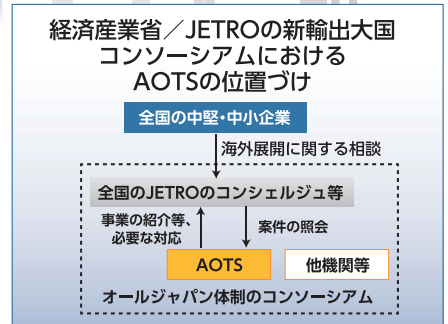 経済産業省／JETROの新輸出大国
コンソーシアムにおける
AOTSの位置づけ
全国の中堅・中小企業
海外展開に関する相談
全国のJETROのコンシェルジュ等
事業の紹介等、
必要な対応
案件の照会
AOTS
他機関等
オールジャパン体制のコンソーシアム